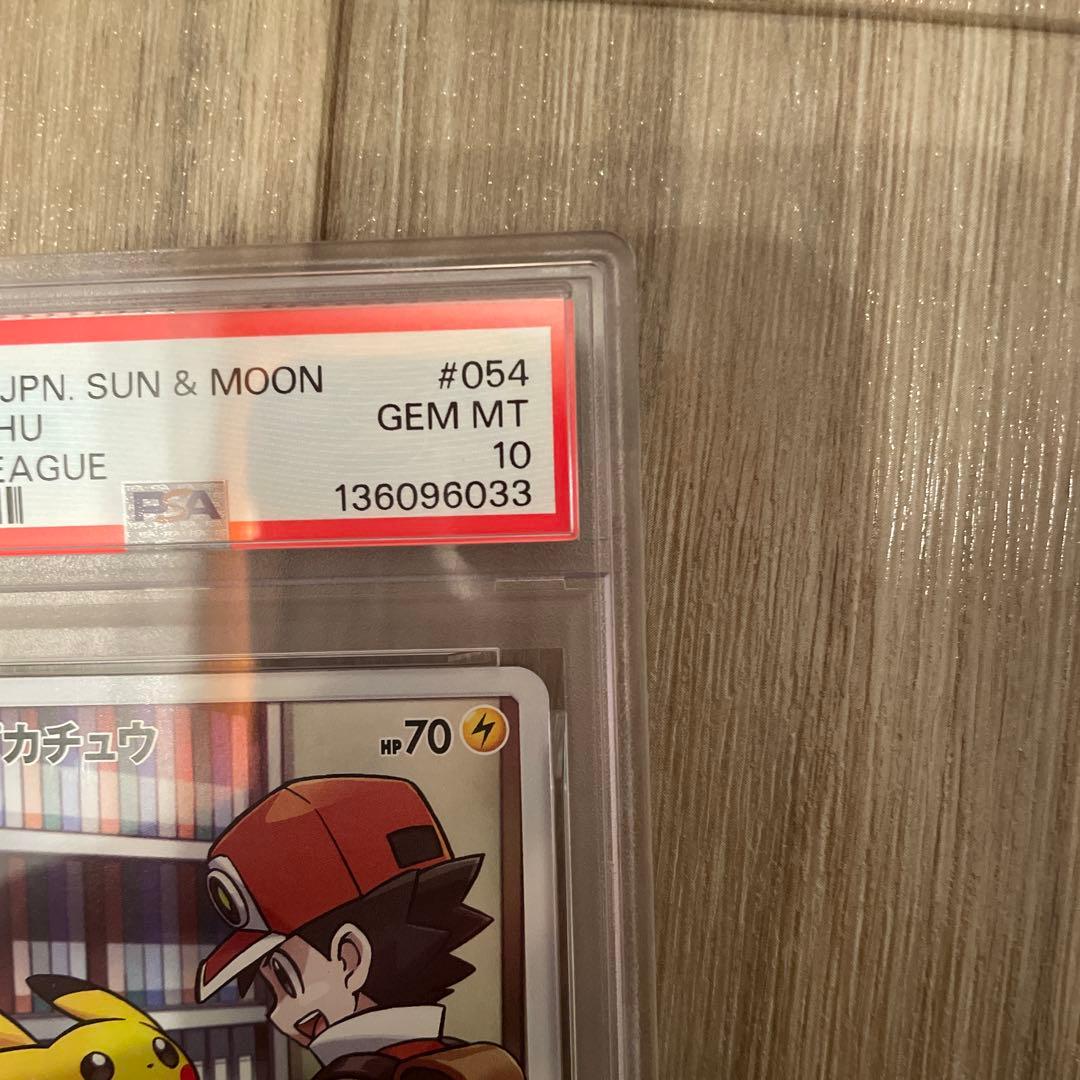 JPN. SUN & MOON #054
HU GEM MT
EAGUE 10
PSA 136096033
カチュウ HP70